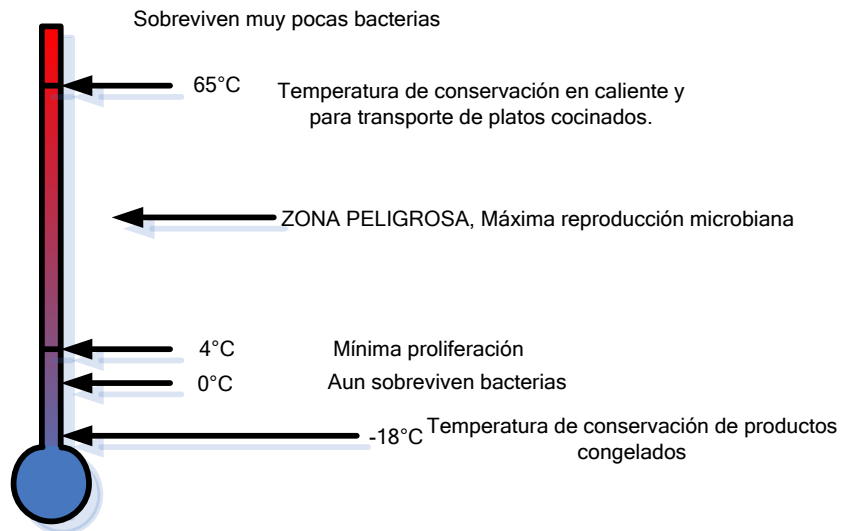 Sobreviven muy pocas bacterias
65°C
Temperatura de conservación en caliente y
para transporte de platos cocinados.
ZONA PELIGROSA, Máxima reproducción microbiana
4°C Mínima proliferación
0°C Aun sobreviven bacterias
-18°C Temperatura de conservación de productos
congelados